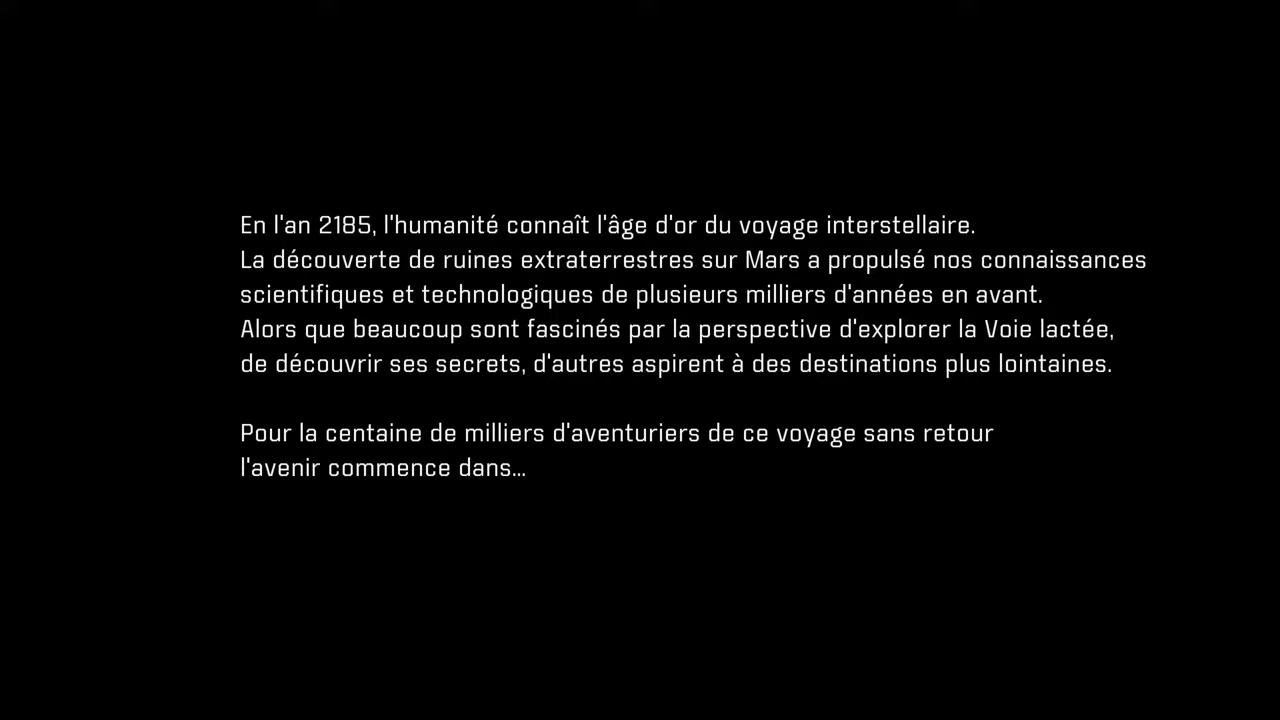 En l'an 2185, l'humanité connaît l'âge d'or du voyage interstellaire.
La découverte de ruines extraterrestres sur Mars a propulsé nos connaissances
scientifiques et technologiques de plusieurs milliers d'années en avant.
Alors que beaucoup sont fascinés par la perspective d'explorer la Voie lactée,
de découvrir ses secrets, d'autres aspirent à des destinations plus lointaines.
Pour la centaine de milliers d'aventuriers de ce voyage sans retour
l'avenir commence dans...